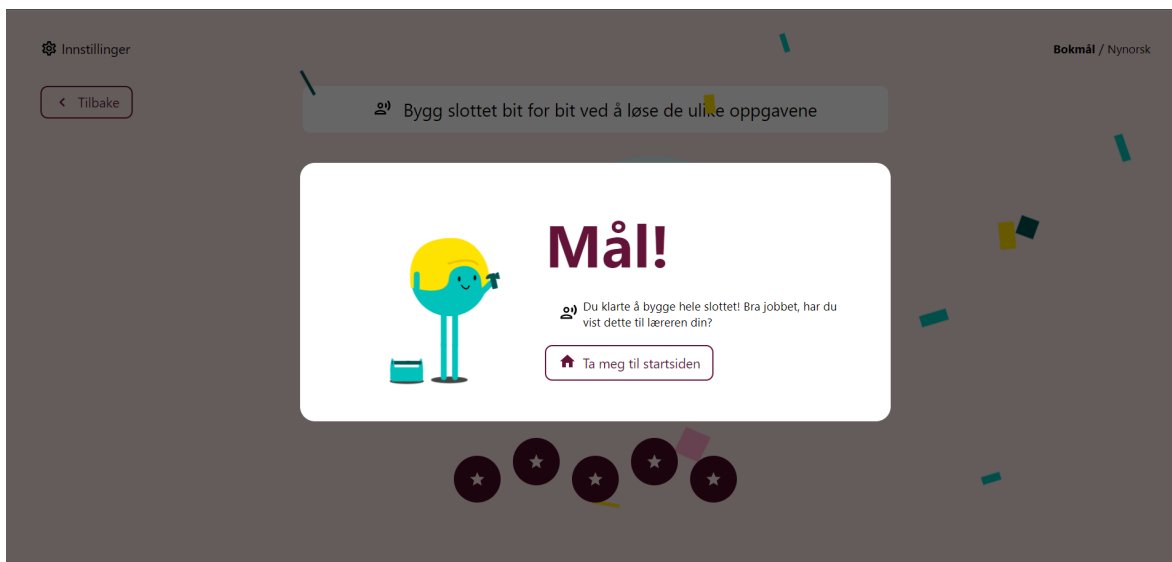 Innstillinger
Bokmål / Nynorsk
Tilbake
Bygg slottet bit for bit ved å løse de ulike oppgavene
Mål!
Du klarte å bygge hele slottet! Bra jobbet, har du
vist dette til læreren din?
Ta meg til startsiden